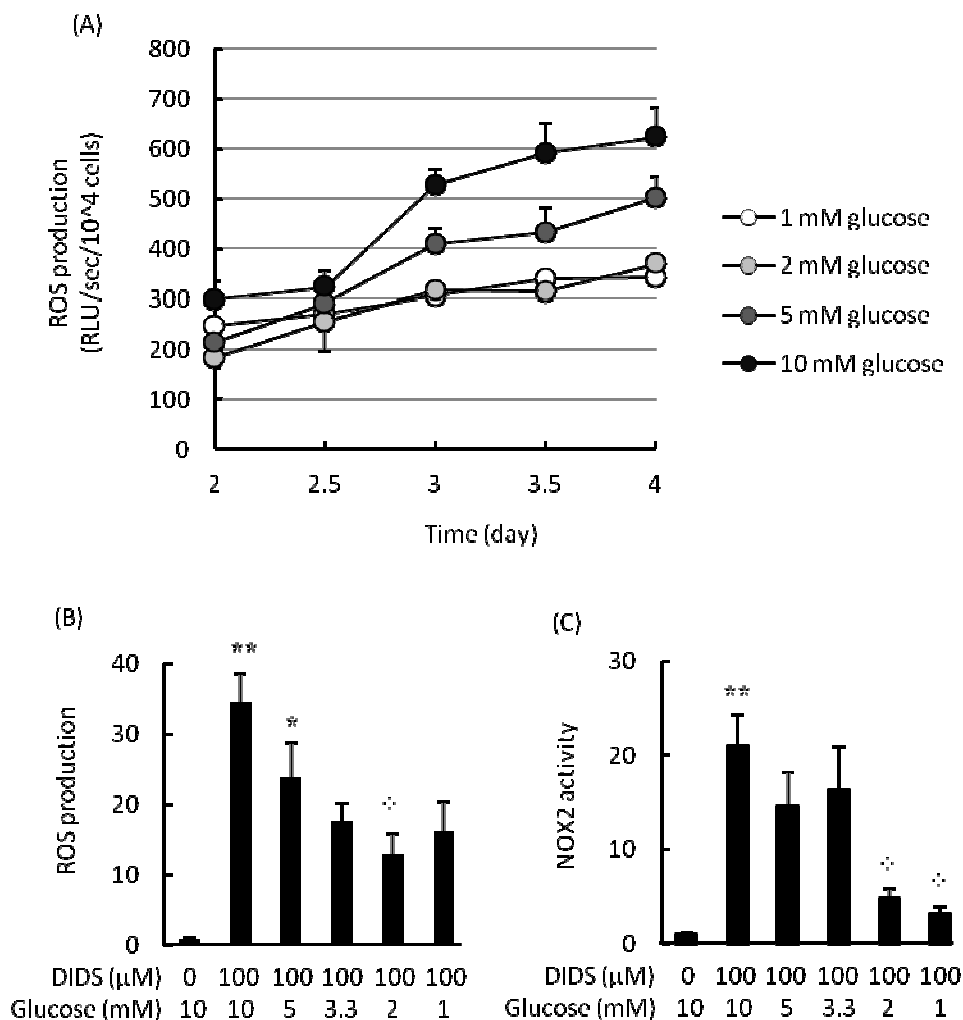 (A)
800
700
600
500
400
300
200
100
0
ROS production
(RLU/sec/10^4 cells)
2 2.5 3 3.5 4
Time (day)
1 mM glucose
2 mM glucose
5 mM glucose
10 mM glucose
(B)
40
30
20
10
0
ROS production
**
*
DIDS (μM) 0 100 100 100 100 100
Glucose (mM) 10 10 5 3.3 2 1
(C)
30
20
10
0
NOX2 activity
**
0 100 100 100 100 100
10 10 5 3.3 2 1